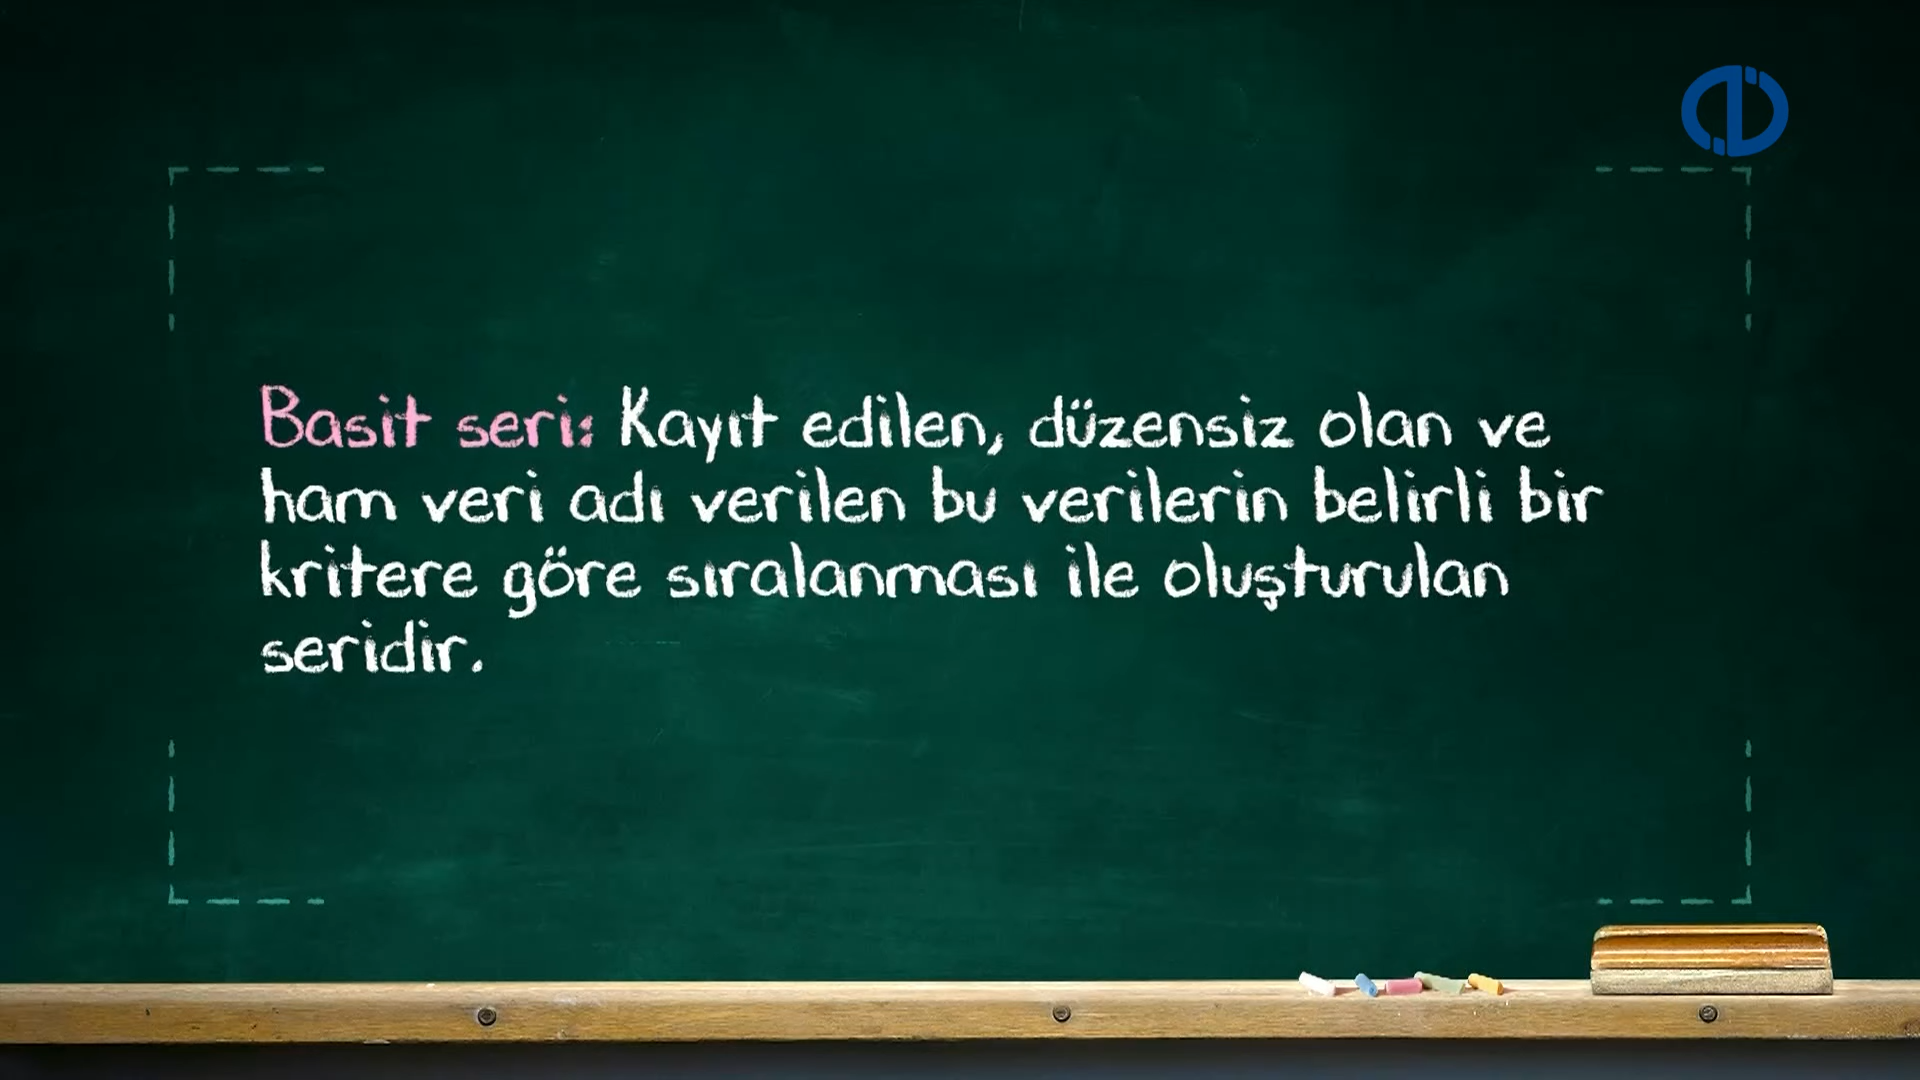 Basit seri: Kayıt edilen, düzensiz olan ve
ham veri adı verilen bu verilerin belirli bir
kritere göre sıralanması ile oluşturulan
seridir.